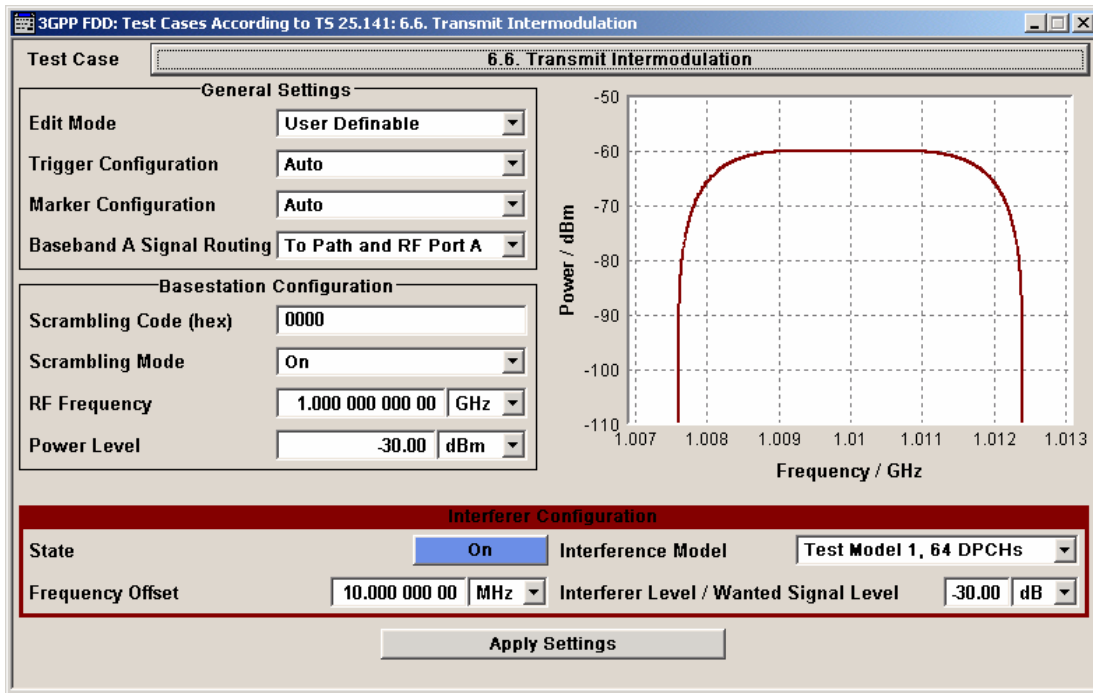 3GPP FDD: Test Cases According to TS 25.141: 6.6. Transmit Intermodulation
Test Case 6.6. Transmit Intermodulation
General Settings
Edit Mode User Definable
Trigger Configuration Auto
Marker Configuration Auto
Baseband A Signal Routing To Path and RF Port A
Basestation Configuration
Scrambling Code (hex) 0000
Scrambling Mode On
RF Frequency 1.000 000 000 00 GHz
Power Level -30.00 dBm
Power / dBm
-50
-60
-70
-80
-90
-100
-110
1.007 1.008 1.009 1.01 1.011 1.012 1.013
Frequency / GHz
Interferer Configuration
State On Interference Model Test Model 1, 64 DPCHs
Frequency Offset 10.000 000 00 MHz Interferer Level / Wanted Signal Level -30.00 dB
Apply Settings